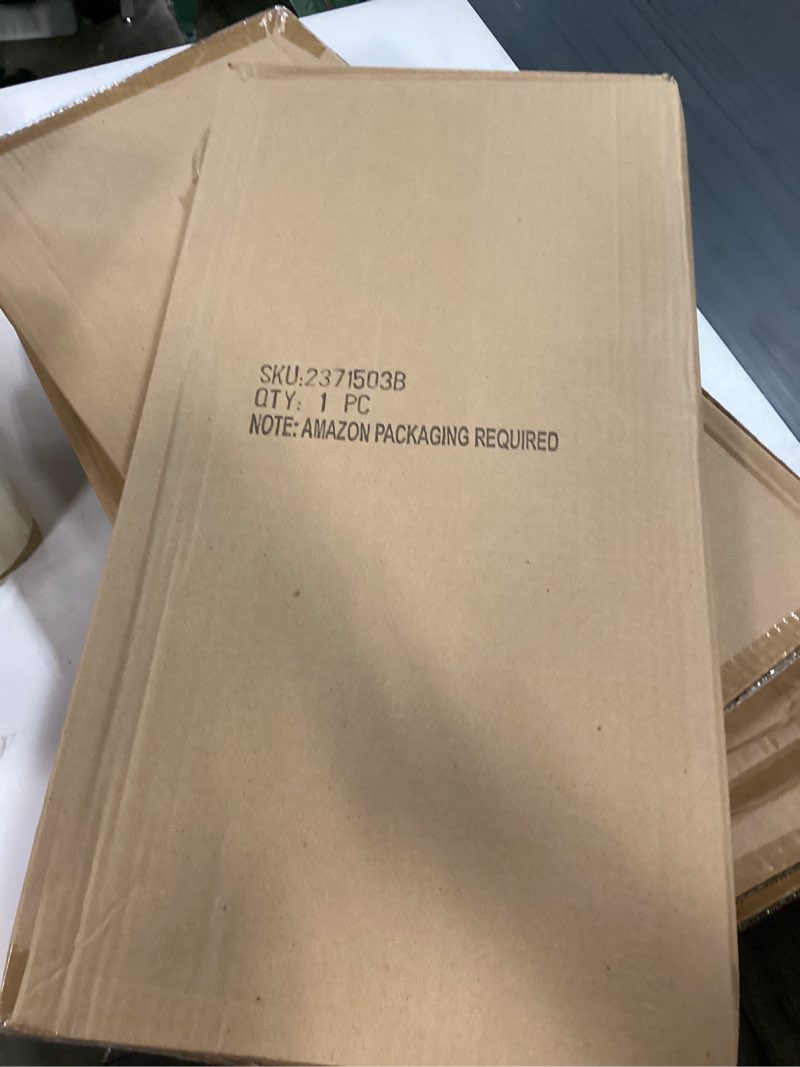 SKU:2371503B
QTY: 1 PC
NOTE: AMAZON PACKAGING REQUIRED